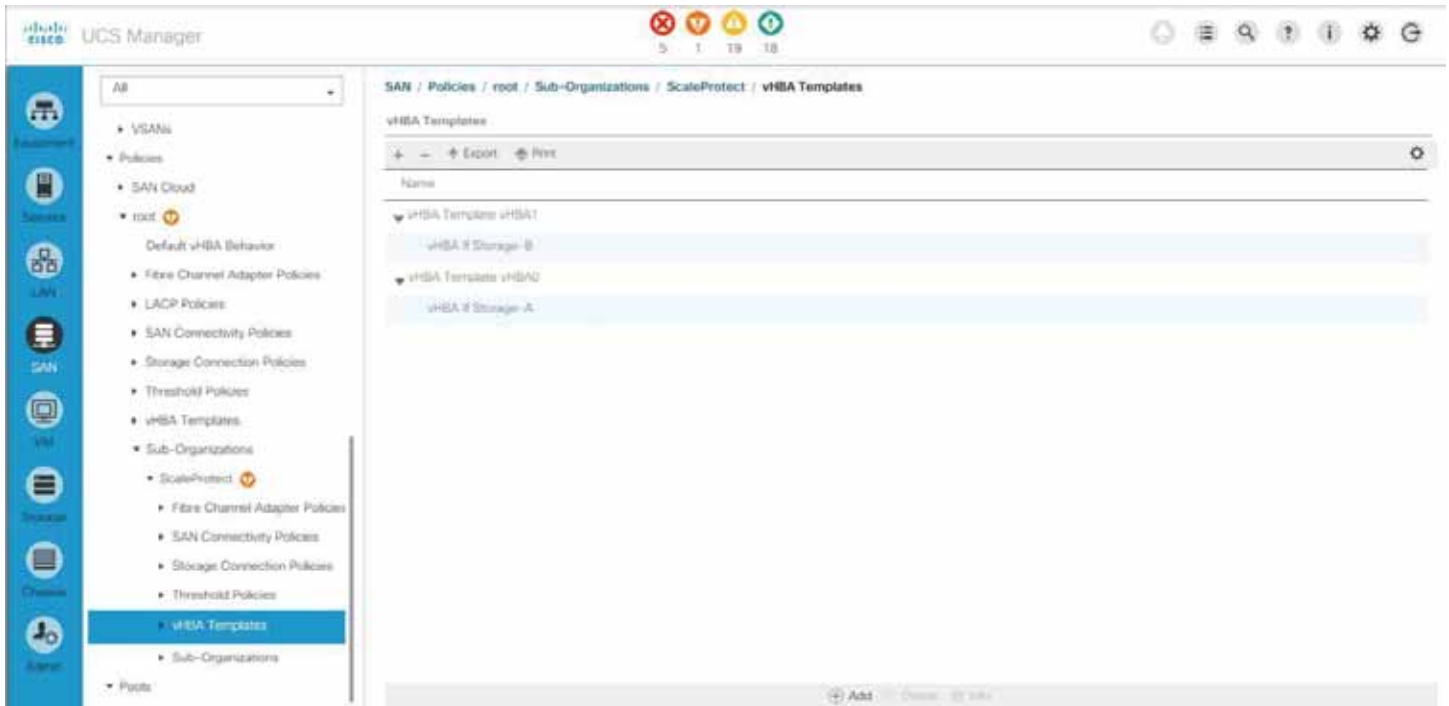 cisco UCS Manager
5 1 19 18
All
SAN / Policies / root / Sub-Organizations / ScaleProtect / vHBA Templates
VSANs
Policies
SAN Cloud
root
Default vHBA Behavior
Fibre Channel Adapter Policies
LACP Policies
SAN Connectivity Policies
Storage Connection Policies
Threshold Policies
vHBA Templates
Sub-Organizations
ScaleProtect
Fibre Channel Adapter Policies
SAN Connectivity Policies
Storage Connection Policies
Threshold Policies
vHBA Templates
Sub-Organizations
Pools
Equipment
Server
LAN
SAN
VM
Storage
Chassis
Admin
vHBA Templates
+ - Export Print
Name
vHBA Template vHBA1
vHBA If Storage-B
vHBA Template vHBA0
vHBA If Storage-A
Add Delete Info